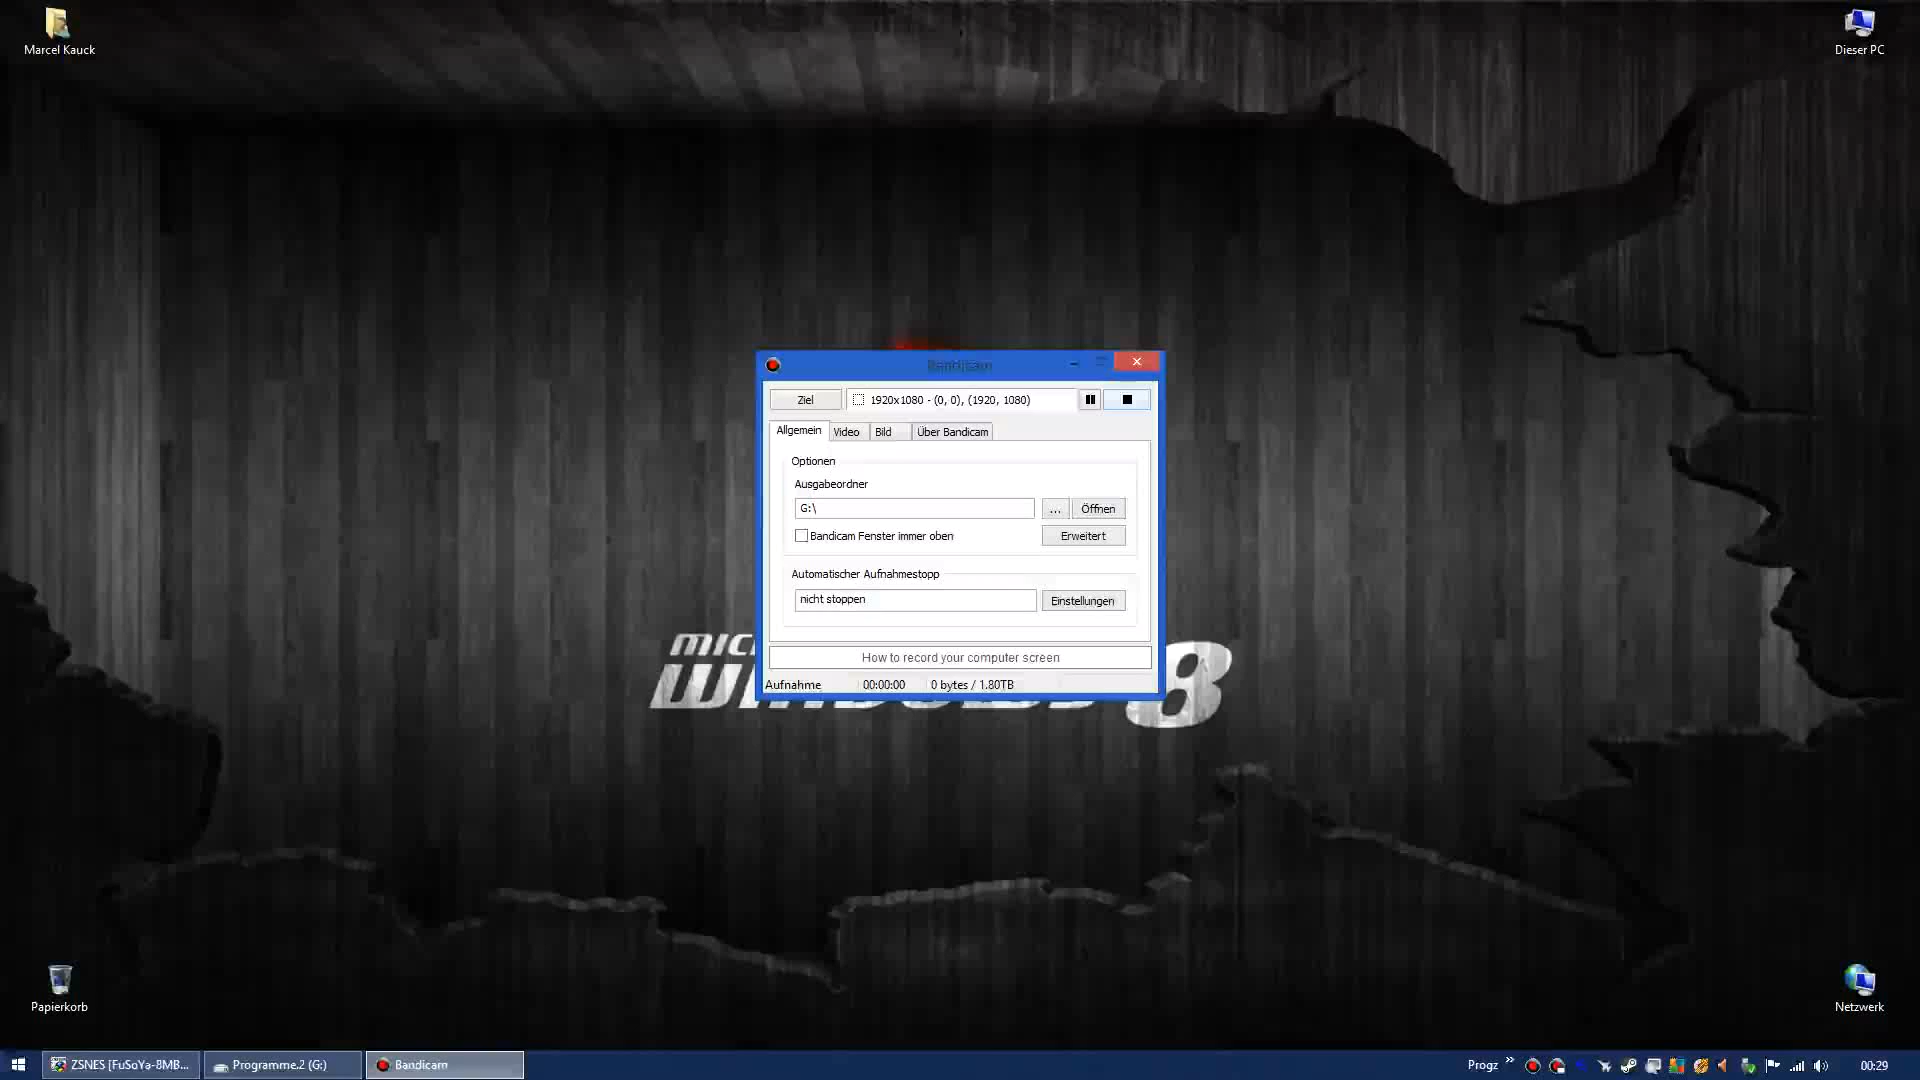 Marcel Kauck
Dieser PC
Bandicam
Ziel
1920x1080 - (0, 0), (1920, 1080)
Allgemein
Video
Bild
Über Bandicam
Optionen
Ausgabeordner
G:\
...
Öffnen
Bandicam Fenster immer oben
Erweitert
Automatischer Aufnahmestopp
nicht stoppen
Einstellungen
How to record your computer screen
Aufnahme
00:00:00
0 bytes / 1.80TB
8
Papierkorb
Netzwerk
ZSNES [FuSoYa-8MB...
Programme.2 (G:)
Bandicam
Progz
00:29